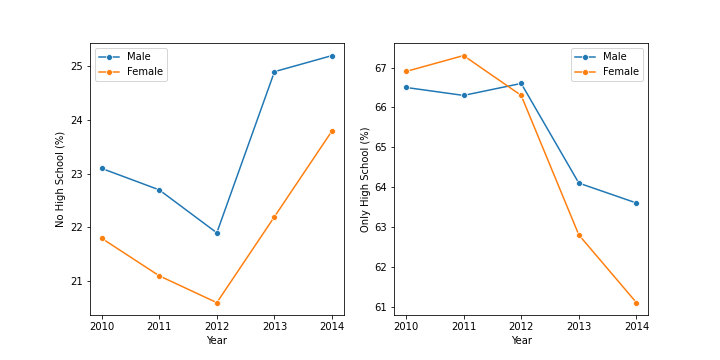 Male
Female
25
24
23
22
21
No High School (%)
2010 2011 2012 2013 2014
Year
Male
Female
67
66
65
64
63
62
61
Only High School (%)
2010 2011 2012 2013 2014
Year